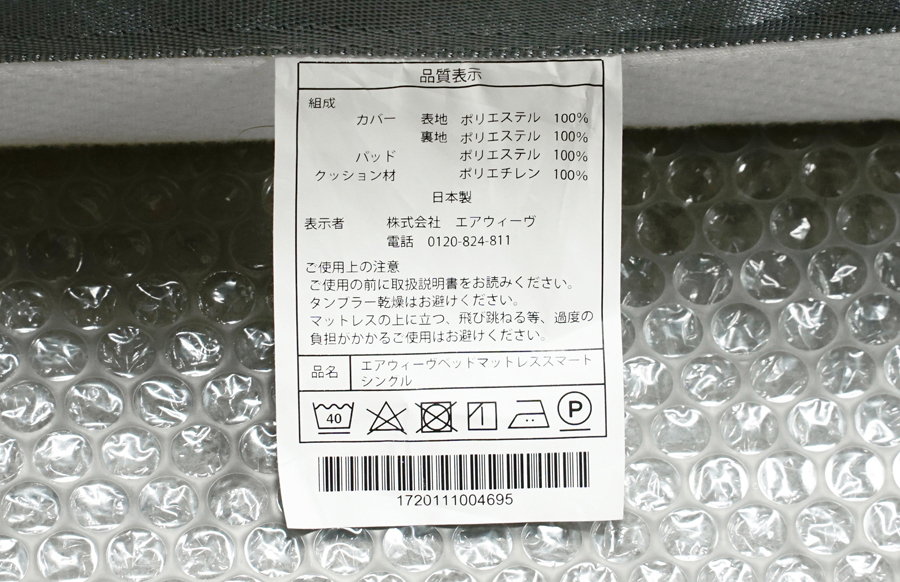 品質表示
組成
カバー 表地 ポリエステル 100%
裏地 ポリエステル 100%
パッド ポリエステル 100%
クッション材 ポリエチレン 100%
日本製
表示者 株式会社 エアウィーヴ
電話 0120-824-811
ご使用上の注意
ご使用の前に取扱説明書をお読みください。
タンブラー乾燥はお避けください。
マットレスの上に立つ、飛び跳ねる等、過度の
負担がかかるご使用はお避けください。
品名 エアウィーヴベッドマットレススマート
シングル
40
P
1720111004695